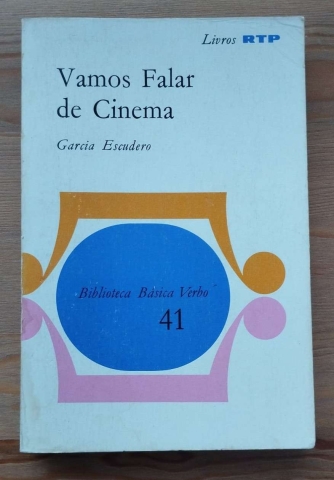 Livros RTP
Vamos Falar
de Cinema
Garcia Escudero
Biblioteca Básica Verbo
41